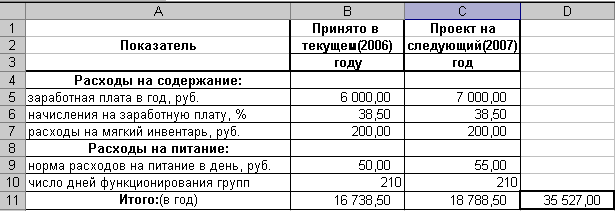 A B C D
1 Принято в Проект на
2 Показатель текущем(2006) следующий(2007)
3 году год
4 Расходы на содержание:
5 заработная плата в год, руб. 6 000,00 7 000,00
6 начисления на заработную плату, % 38,50 38,50
7 расходы на мягкий инвентарь, руб. 200,00 200,00
8 Расходы на питание:
9 норма расходов на питание в день, руб. 50,00 55,00
10 число дней функционирования групп 210 210
11 Итого:(в год) 16 738,50 18 788,50 35 527,00